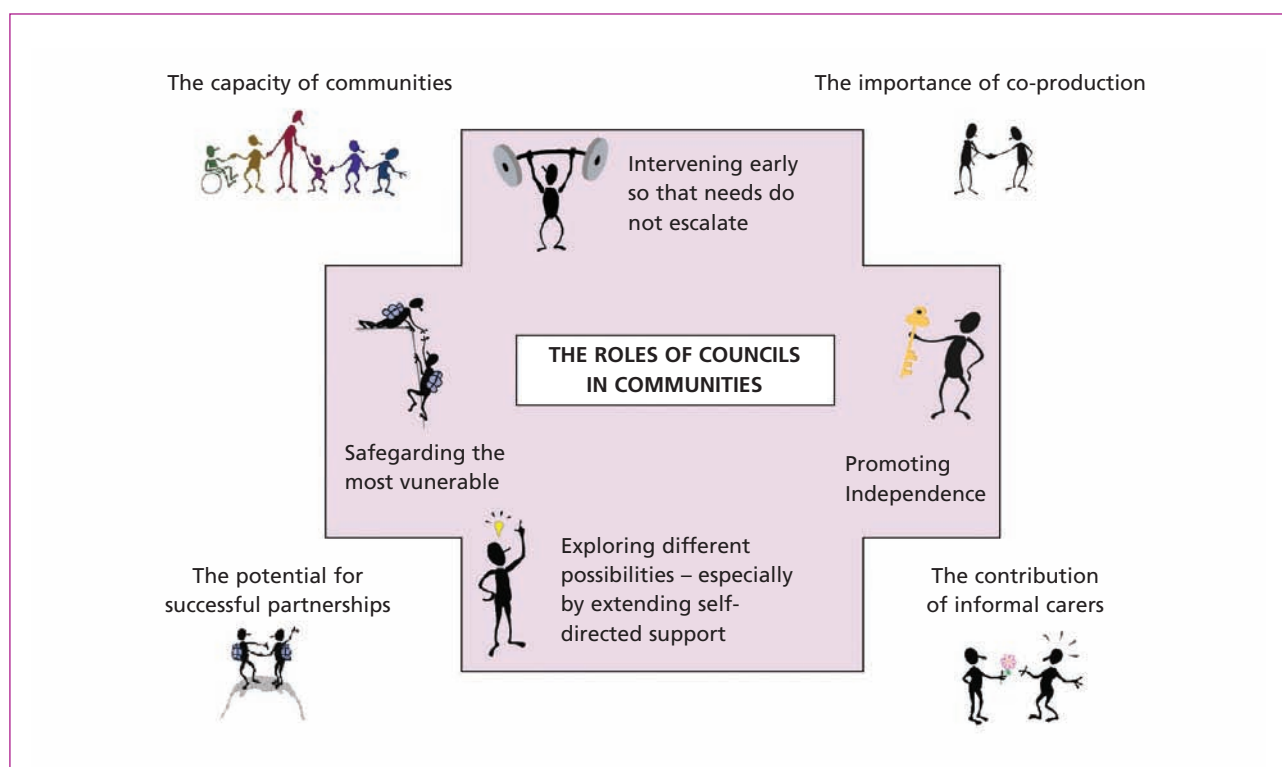 The capacity of communities
The importance of co-production
Intervening early
so that needs do
not escalate
THE ROLES OF COUNCILS
IN COMMUNITIES
Safegarding the
most vunerable
Promoting
Independence
Exploring different
possibilities – especially
by extending self-
directed support
The potential for
successful partnerships
The contribution
of informal carers